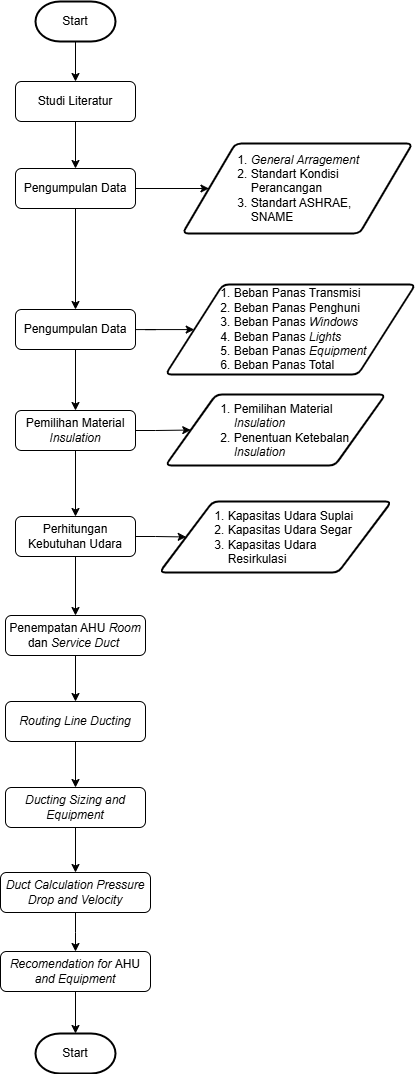 Start
Studi Literatur
Pengumpulan Data
1. General Arragement
2. Standart Kondisi
Perancangan
3. Standart ASHRAE,
SNAME
Pengumpulan Data
1. Beban Panas Transmisi
2. Beban Panas Penghuni
3. Beban Panas Windows
4. Beban Panas Lights
5. Beban Panas Equipment
6. Beban Panas Total
Pemilihan Material
Insulation
1. Pemilihan Material
Insulation
2. Penentuan Ketebalan
Insulation
Perhitungan
Kebutuhan Udara
1. Kapasitas Udara Suplai
2. Kapasitas Udara Segar
3. Kapasitas Udara
Resirkulasi
Penempatan AHU Room
dan Service Duct
Routing Line Ducting
Ducting Sizing and
Equipment
Duct Calculation Pressure
Drop and Velocity
Recomendation for AHU
and Equipment
Start